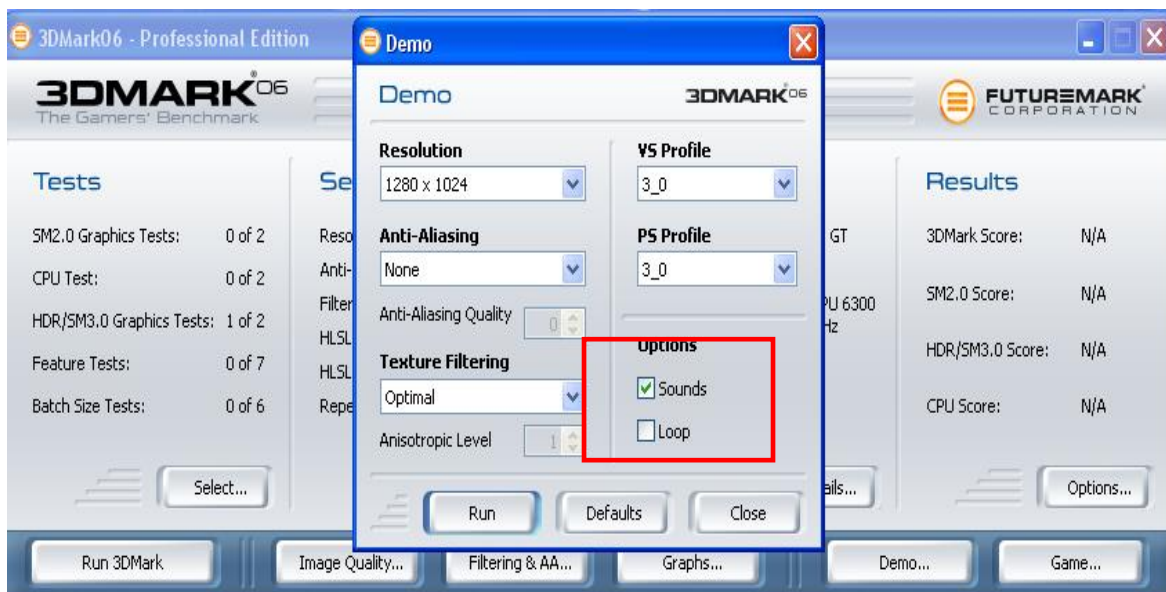 3DMark06 - Professional Edition
3DMARK®06
The Gamers' Benchmark
FUTUREMARK®
CORPORATION
Tests
SM2.0 Graphics Tests: 0 of 2
CPU Test: 0 of 2
HDR/SM3.0 Graphics Tests: 1 of 2
Feature Tests: 0 of 7
Batch Size Tests: 0 of 6
Select...
Se
Reso
Anti-
Filter
HLSL
HLSL
Repe
Demo
Demo
3DMARK®06
Resolution
1280 x 1024
Anti-Aliasing
None
Anti-Aliasing Quality 0
Texture Filtering
Optimal
Anisotropic Level 1
VS Profile
3_0
PS Profile
3_0
Options
Sounds
Loop
Run Defaults Close
GT
PU 6300
Hz
ails...
Results
3DMark Score: N/A
SM2.0 Score: N/A
HDR/SM3.0 Score: N/A
CPU Score: N/A
Options...
Run 3DMark Image Quality... Filtering & AA... Graphs... Demo... Game...